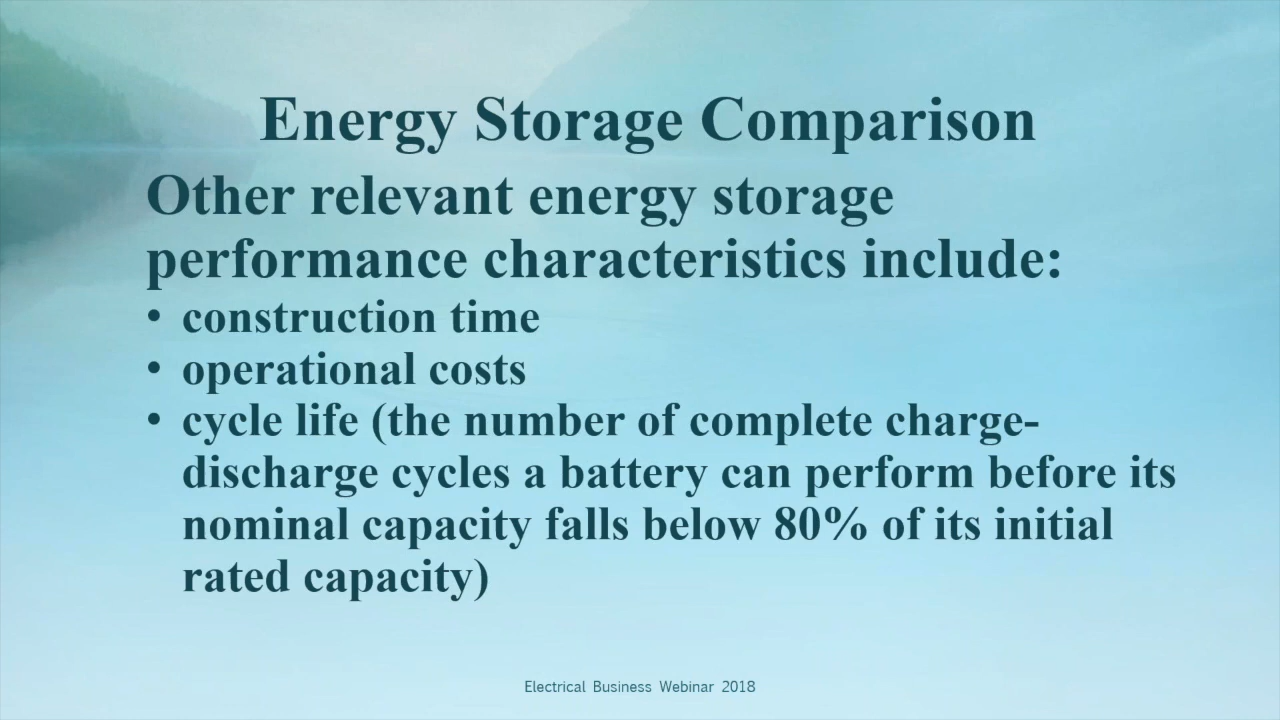 Energy Storage Comparison
Other relevant energy storage
performance characteristics include:
• construction time
• operational costs
• cycle life (the number of complete charge-
discharge cycles a battery can perform before its
nominal capacity falls below 80% of its initial
rated capacity)
Electrical Business Webinar 2018